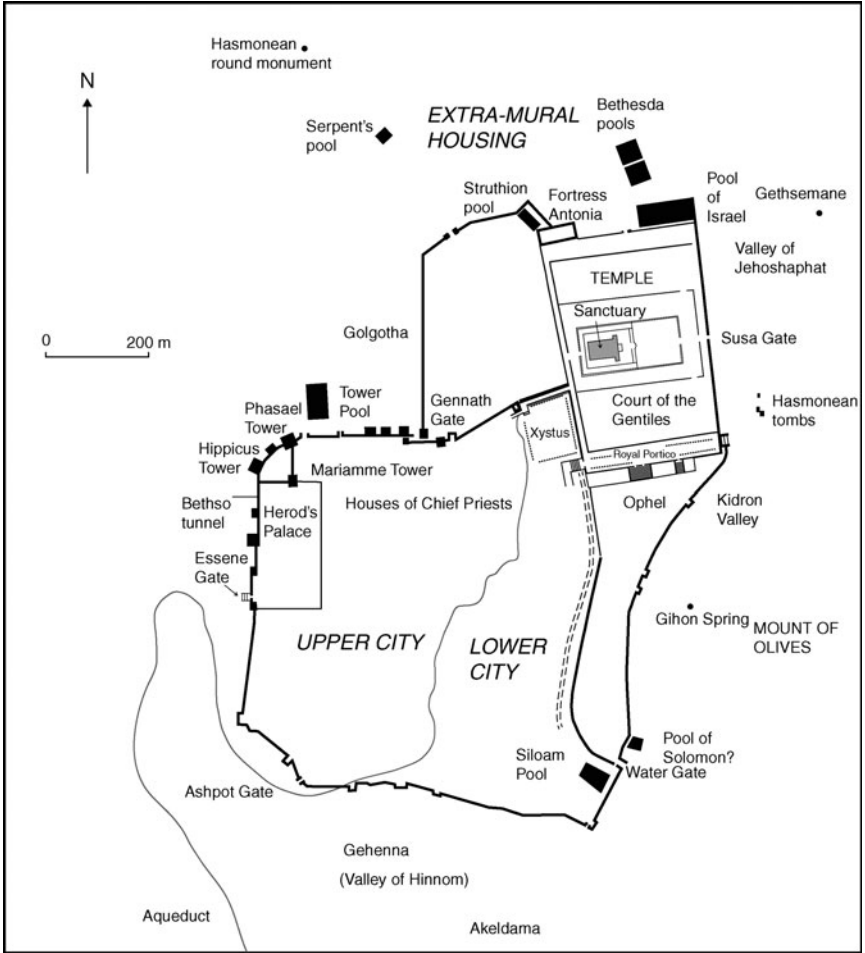 Hasmonean
round monument
N
Serpent's
pool
EXTRA-MURAL
HOUSING
Bethesda
pools
Struthion
pool
Fortress
Antonia
Pool
of
Israel
Gethsemane
Valley of
Jehoshaphat
TEMPLE
Sanctuary
0 200 m
Golgotha
Susa Gate
Tower
Pool
Gennath
Gate
Court of the
Gentiles
Hasmonean
tombs
Phasael
Tower
Hippicus
Tower
Xystus
Royal Portico
Mariamme Tower
Bethso
tunnel
Herod's
Palace
Houses of Chief Priests
Ophel
Kidron
Valley
Essene
Gate
Gihon Spring
MOUNT OF
OLIVES
UPPER CITY
LOWER
CITY
Siloam
Pool
Pool of
Solomon?
Water Gate
Ashpot Gate
Gehenna
(Valley of Hinnom)
Aqueduct
Akeldama